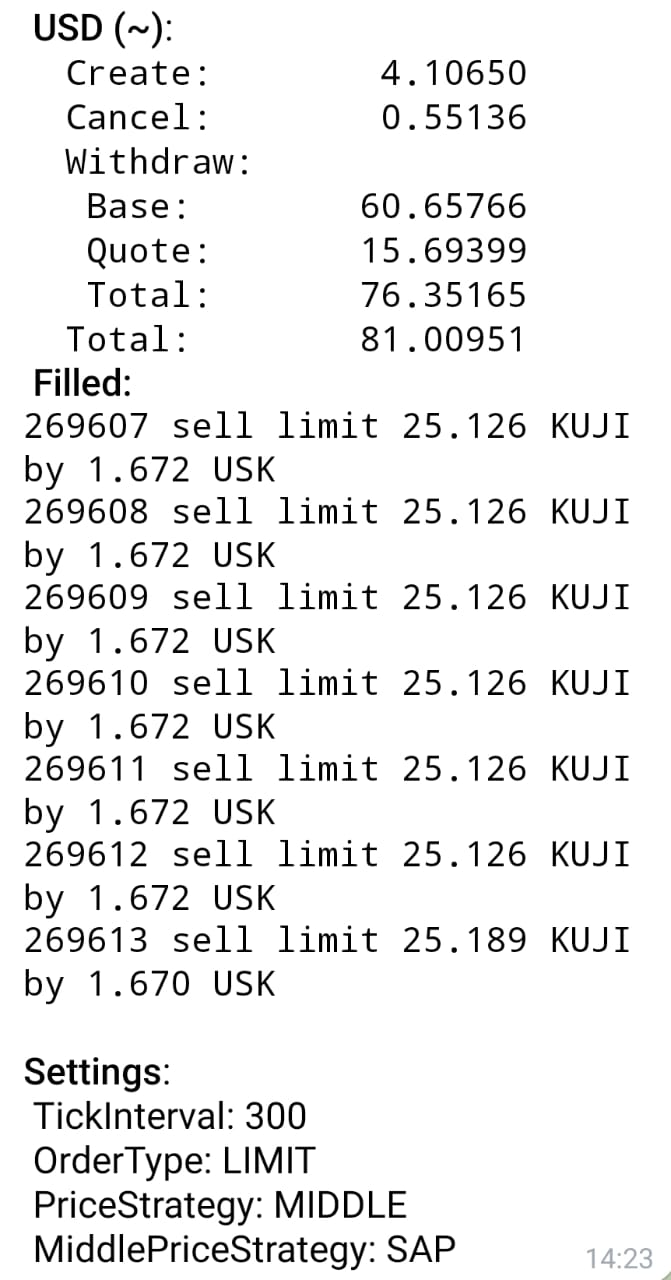 USD (~):
Create: 4.10650
Cancel: 0.55136
Withdraw:
Base: 60.65766
Quote: 15.69399
Total: 76.35165
Total: 81.00951
Filled:
269607 sell limit 25.126 KUJI
by 1.672 USK
269608 sell limit 25.126 KUJI
by 1.672 USK
269609 sell limit 25.126 KUJI
by 1.672 USK
269610 sell limit 25.126 KUJI
by 1.672 USK
269611 sell limit 25.126 KUJI
by 1.672 USK
269612 sell limit 25.126 KUJI
by 1.672 USK
269613 sell limit 25.189 KUJI
by 1.670 USK
Settings:
TickInterval: 300
OrderType: LIMIT
PriceStrategy: MIDDLE
MiddlePriceStrategy: SAP
14:23